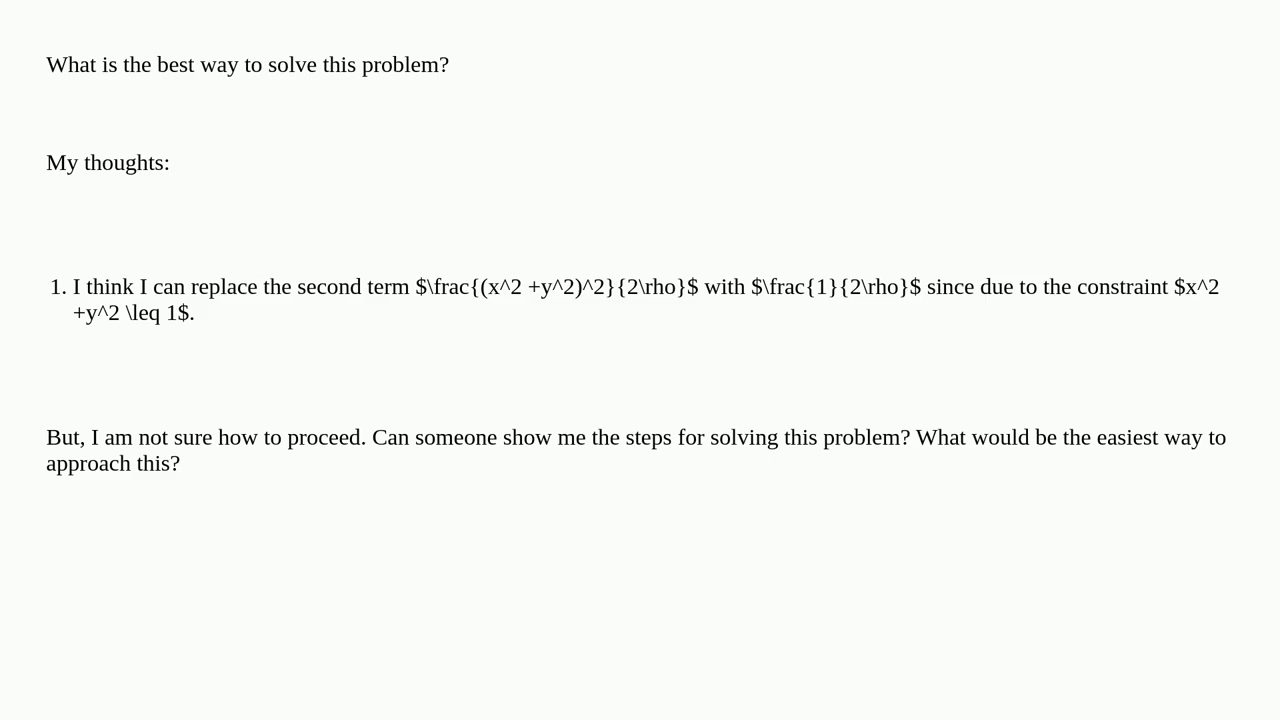 What is the best way to solve this problem?
My thoughts:
1. I think I can replace the second term $\frac{(x^2 +y^2)^2}{2\rho}$ with $\frac{1}{2\rho}$ since due to the constraint $x^2
+y^2 \leq 1$.
But, I am not sure how to proceed. Can someone show me the steps for solving this problem? What would be the easiest way to
approach this?